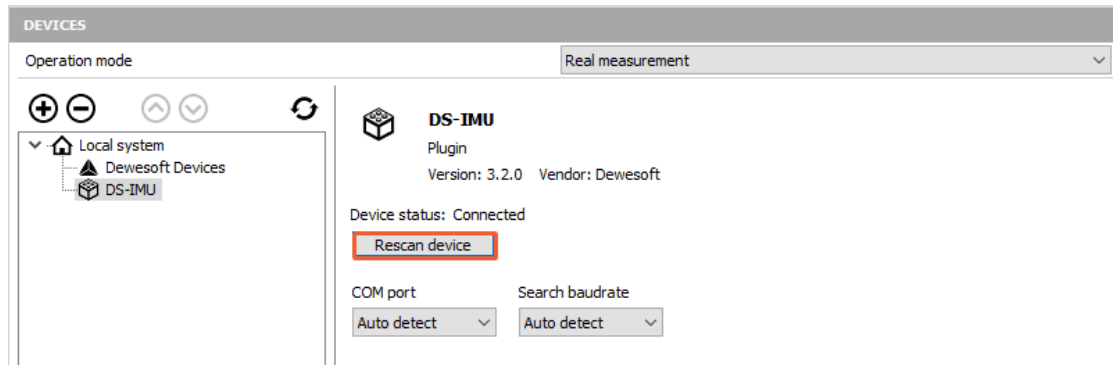 DEVICES
Operation mode Real measurement
Local system
Dewesoft Devices
DS-IMU
DS-IMU
Plugin
Version: 3.2.0 Vendor: Dewesoft
Device status: Connected
Rescan device
COM port Search baudrate
Auto detect Auto detect